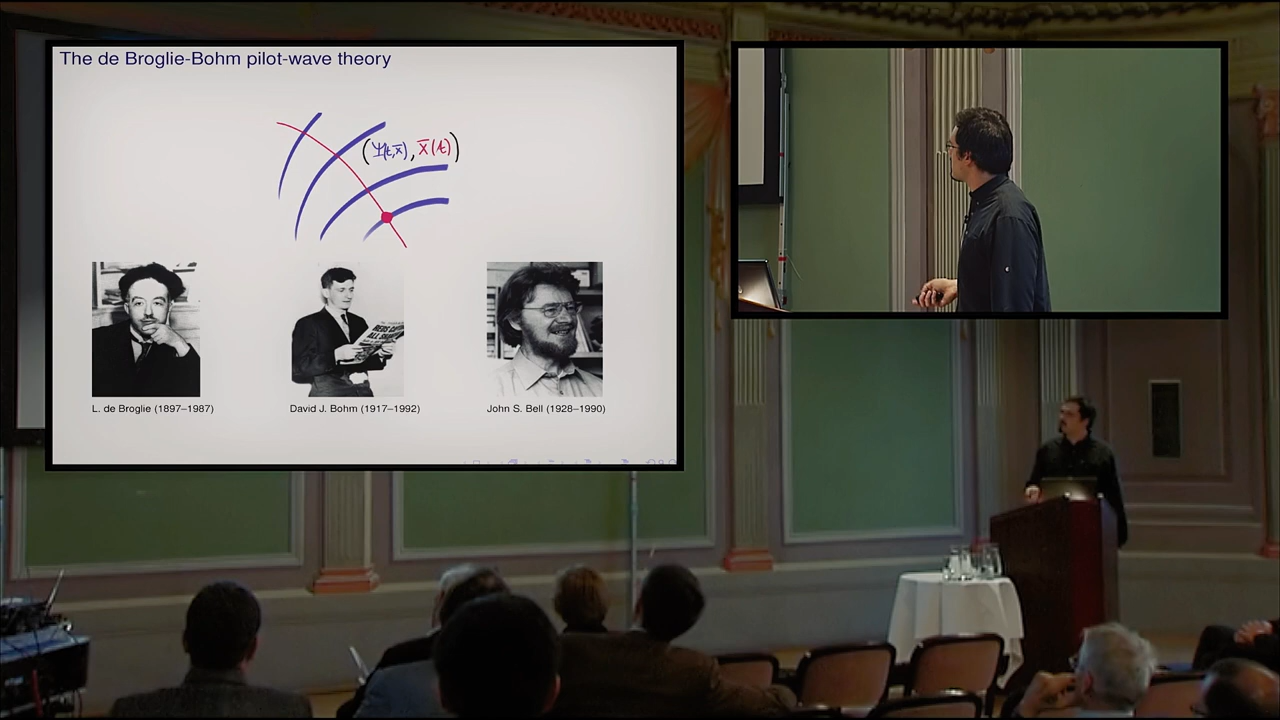 The de Broglie-Bohm pilot-wave theory
(Ψ(t,x̄), x̄(t))
L. de Broglie (1897–1987)
David J. Bohm (1917–1992)
John S. Bell (1928–1990)